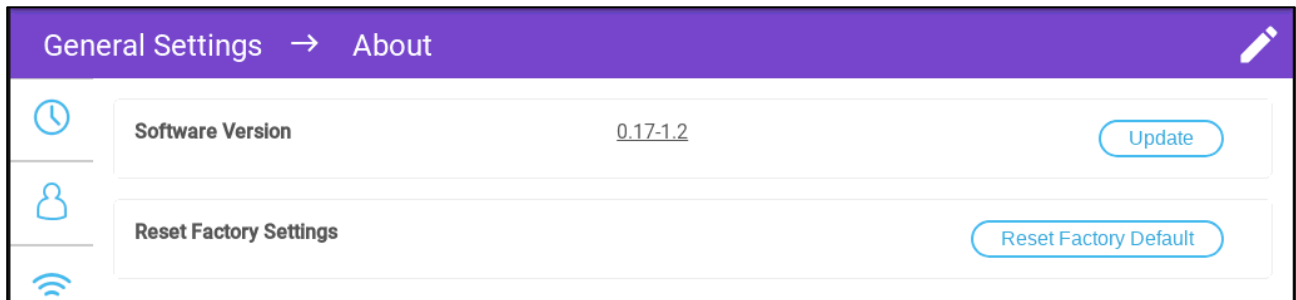 General Settings → About
Software Version 0.17-1.2 Update
Reset Factory Settings Reset Factory Default